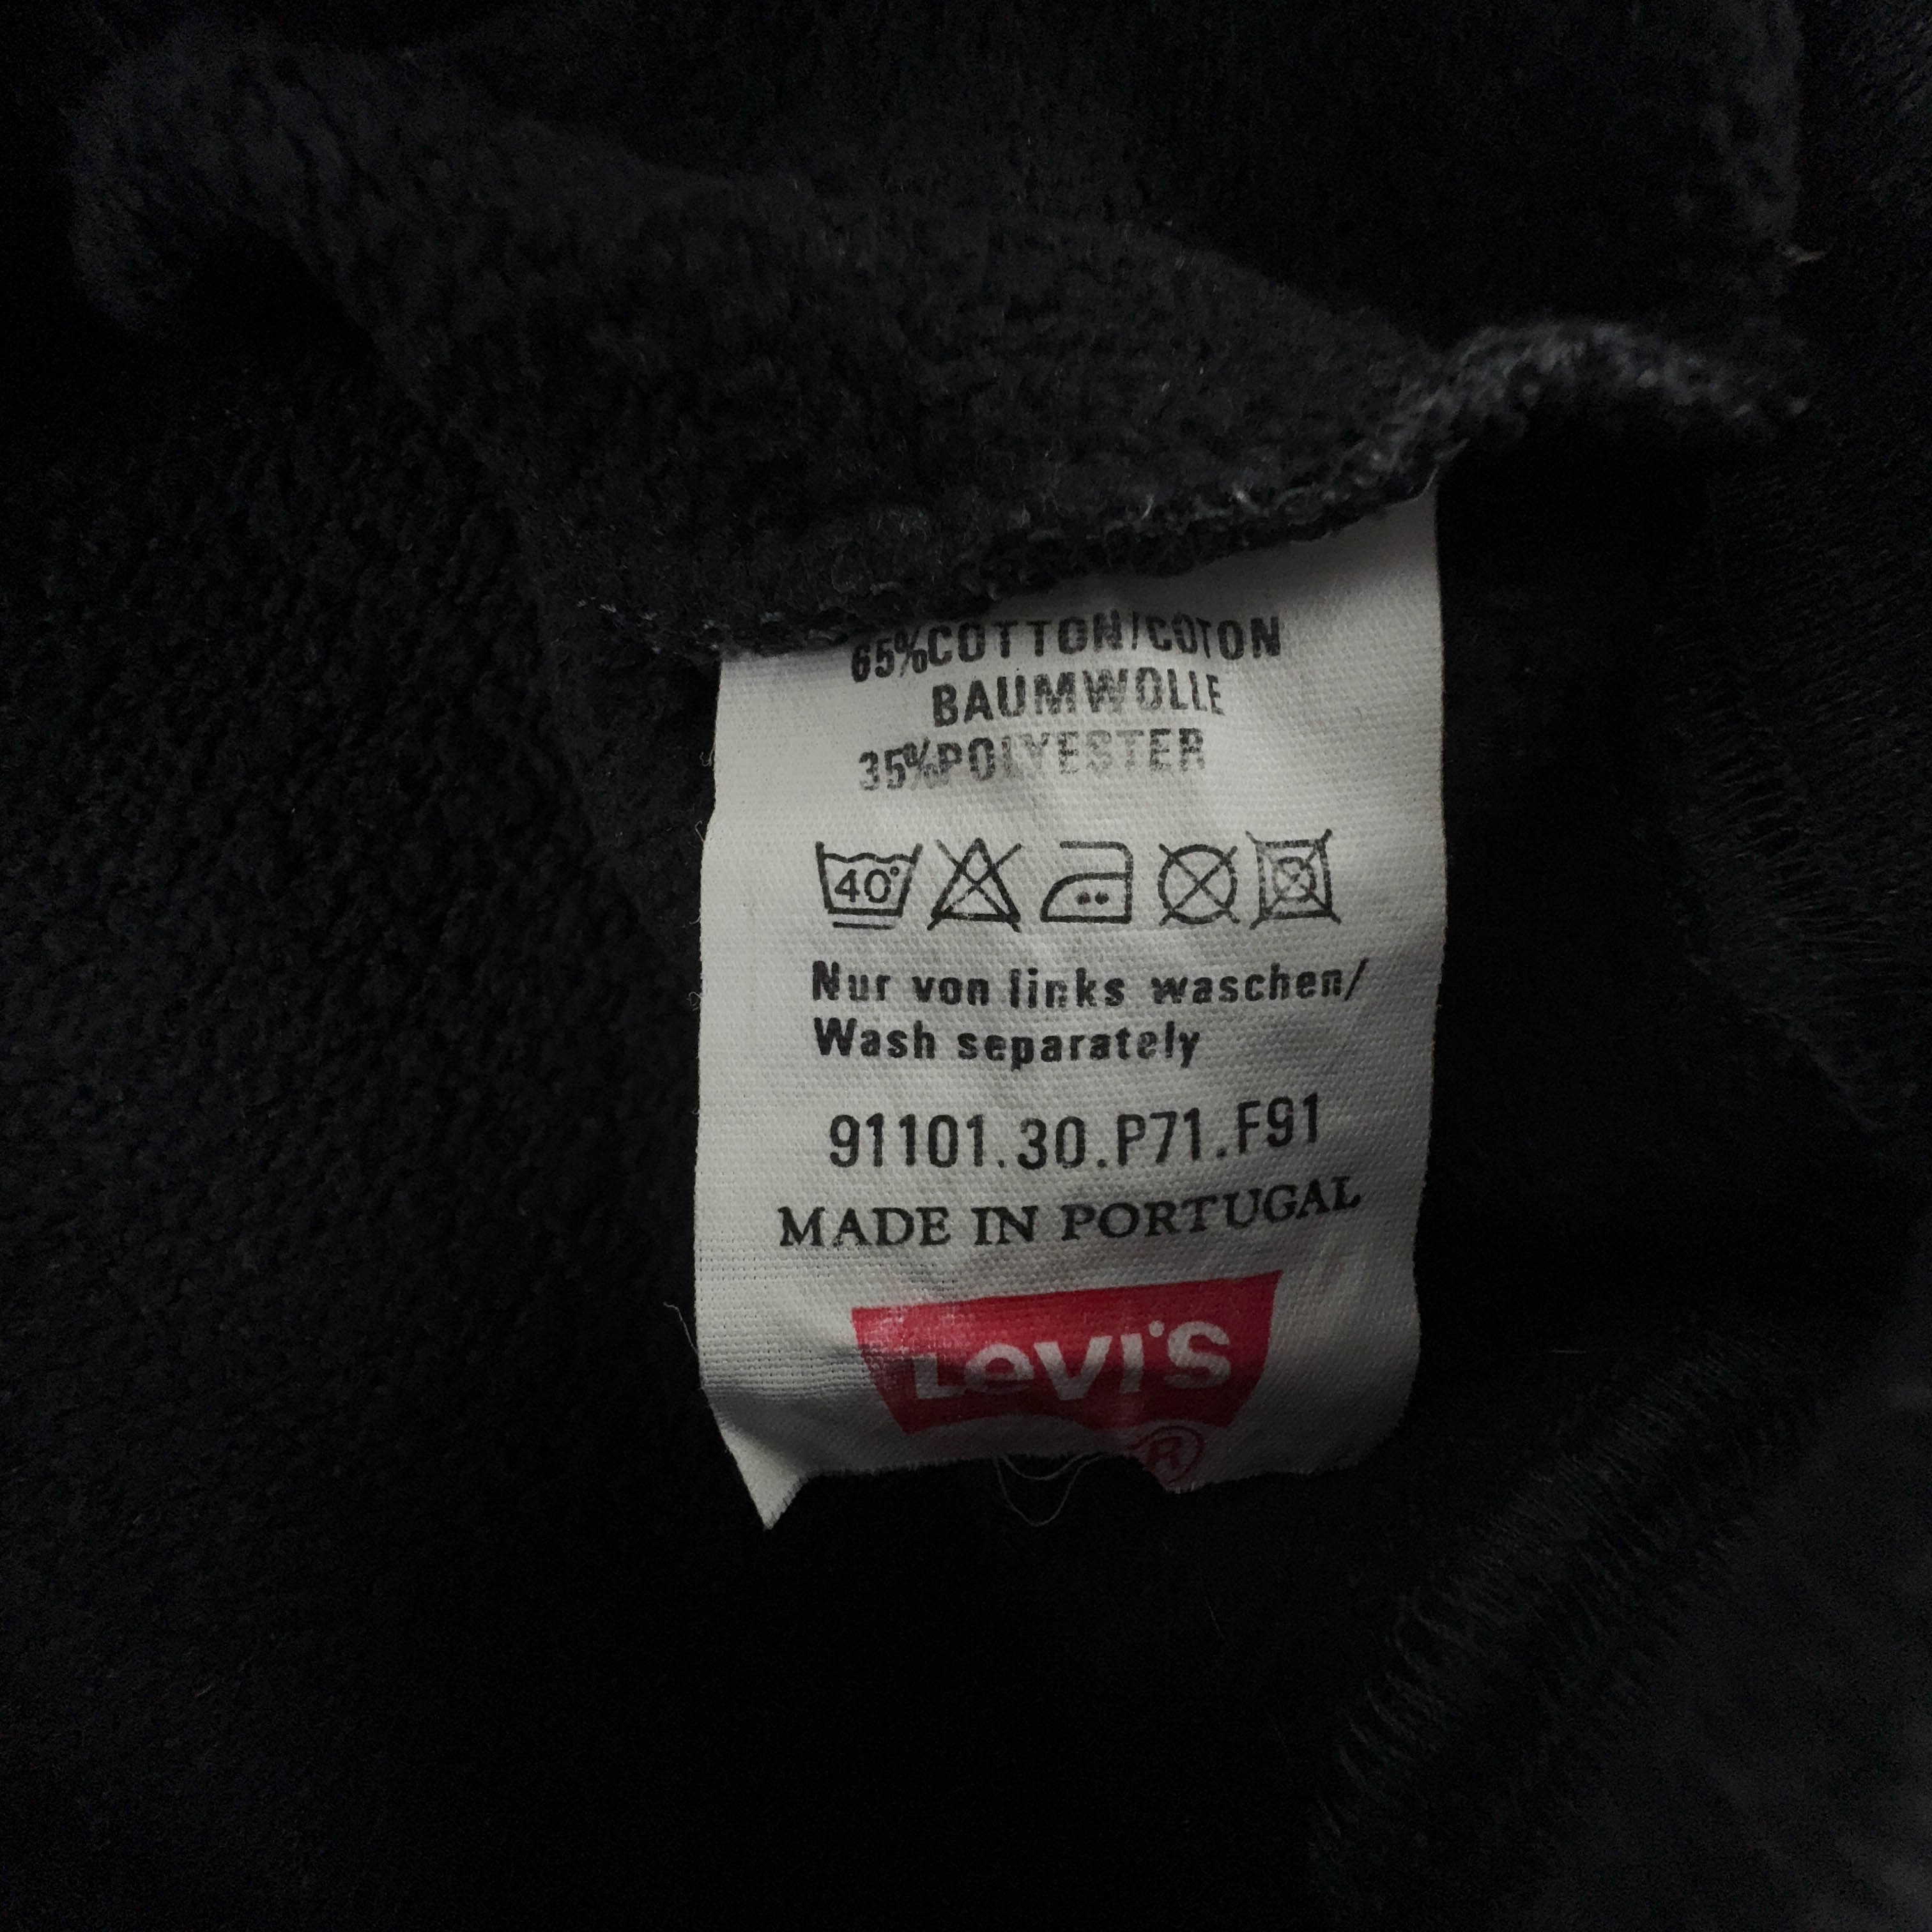 65%COTTON/COTON
BAUMWOLLE
35%POLYESTER
40°
Nur von links waschen/
Wash separately
91101.30.P71.F91
MADE IN PORTUGAL
Levi's
®